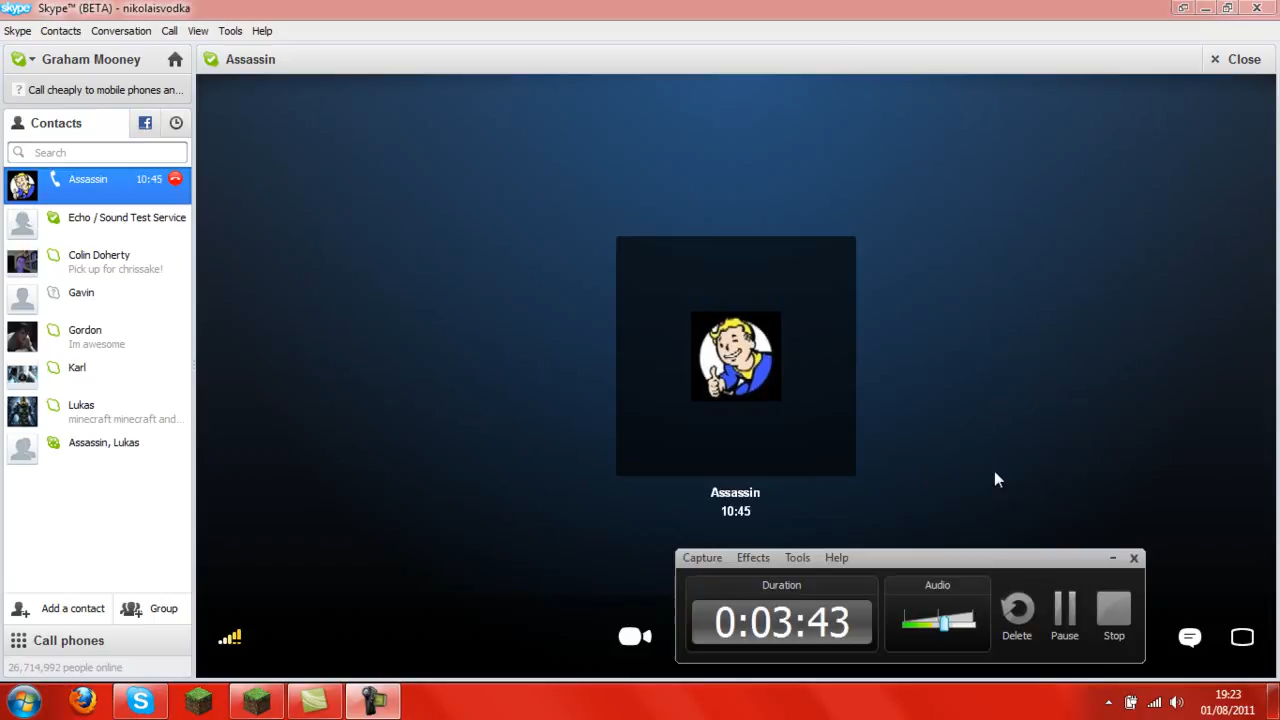 Skype™ (BETA) - nikolaisvodka
Skype Contacts Conversation Call View Tools Help
Graham Mooney
Assassin
Close
Call cheaply to mobile phones an...
Contacts
Search
Assassin 10:45
Echo / Sound Test Service
Colin Doherty
Pick up for chrissake!
Gavin
Gordon
Im awesome
Karl
Lukas
minecraft minecraft and...
Assassin, Lukas
Assassin
10:45
Capture Effects Tools Help
Duration
Audio
0:03:43
Delete Pause Stop
Add a contact Group
Call phones
26,714,992 people online
19:23
01/08/2011